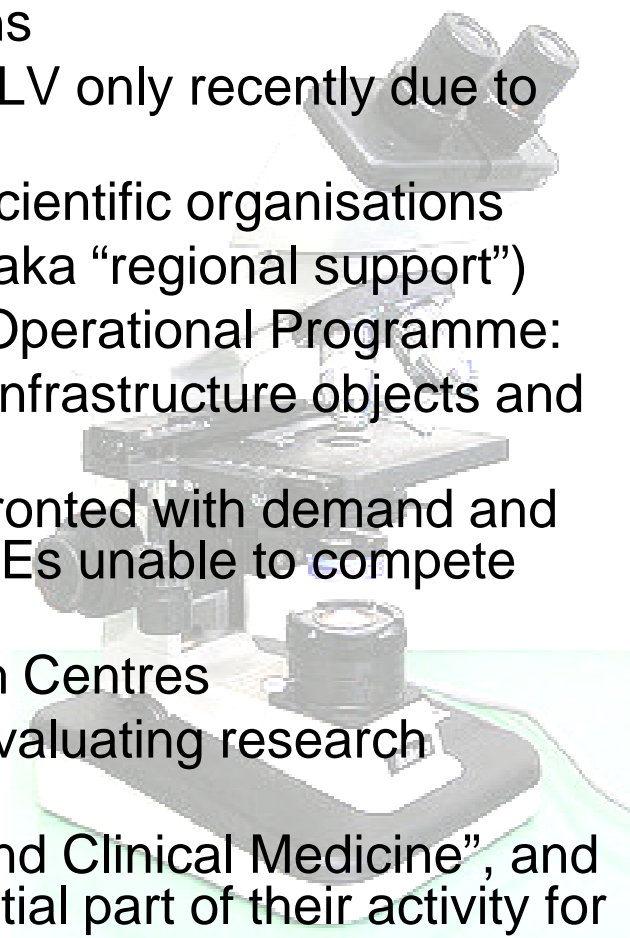 ns
LV only recently due to
cientific organisations
aka “regional support”)
Operational Programme:
nfrastructure objects and
ronted with demand and
Es unable to compete
n Centres
valuating research
nd Clinical Medicine”, and
tial part of their activity for